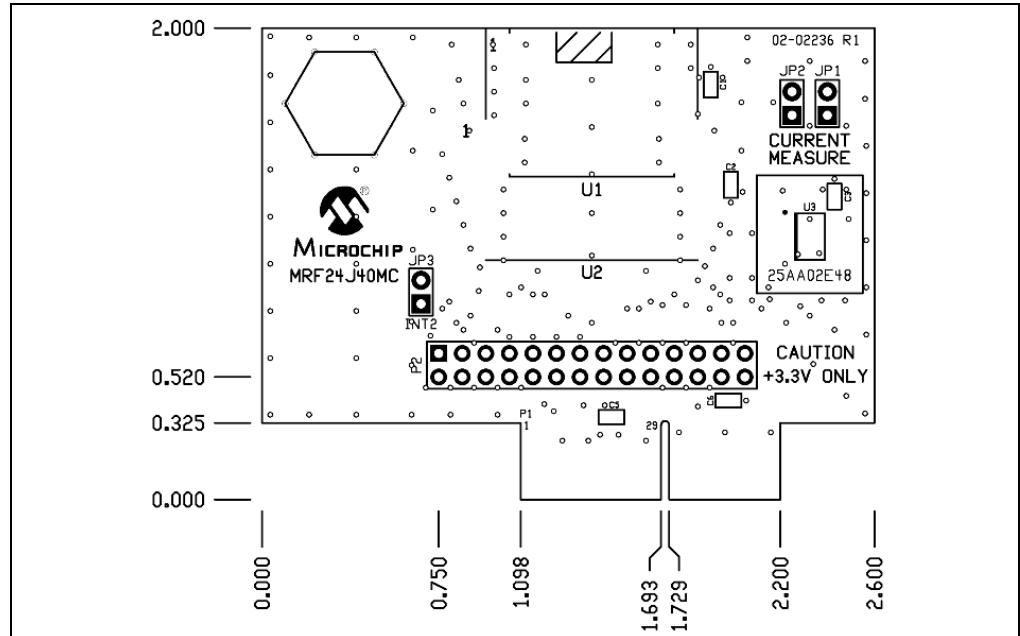 2.000
02-02236 R1
1
JP2 JP1
C10
1
CURRENT
MEASURE
C2
U1
U3
C3
®
MICROCHIP
MRF24J40MC
JP3
U2
25AA02E48
INT2
P2
CAUTION
+3.3V ONLY
0.520
C6
0.325
P1
1
C5
29
0.000
0.000
0.750
1.098
1.693
1.729
2.200
2.600